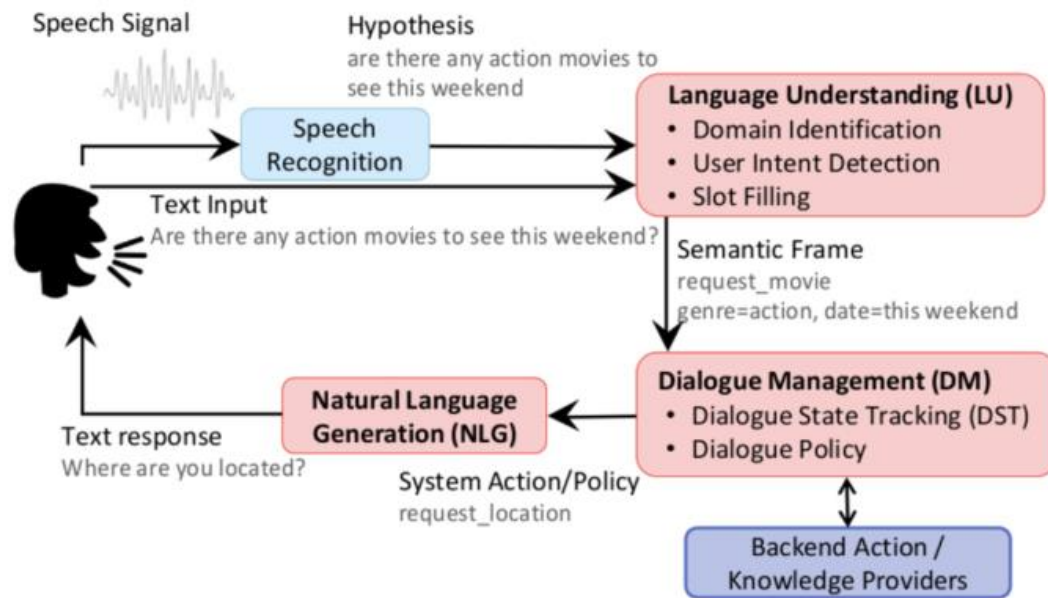 Speech Signal
Hypothesis
are there any action movies to
see this weekend
Speech
Recognition
Language Understanding (LU)
• Domain Identification
• User Intent Detection
• Slot Filling
Text Input
Are there any action movies to see this weekend?
Semantic Frame
request_movie
genre=action, date=this weekend
Dialogue Management (DM)
• Dialogue State Tracking (DST)
• Dialogue Policy
Natural Language
Generation (NLG)
Text response
Where are you located?
System Action/Policy
request_location
Backend Action /
Knowledge Providers